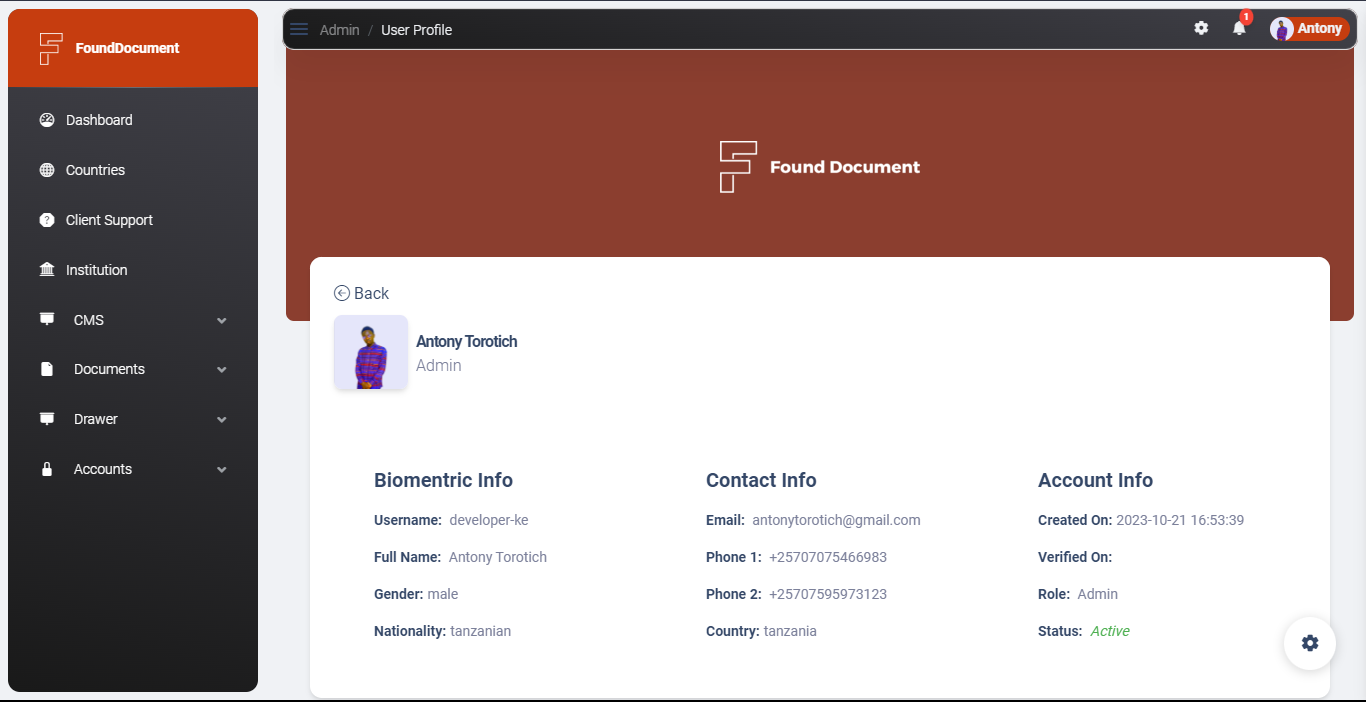 FoundDocument
Dashboard
Countries
Client Support
Institution
CMS
Documents
Drawer
Accounts
Admin / User Profile
1
Antony
Found Document
Back
Antony Torotich
Admin
Biomentric Info
Username: developer-ke
Full Name: Antony Torotich
Gender: male
Nationality: tanzanian
Contact Info
Email: antonytorotich@gmail.com
Phone 1: +25707075466983
Phone 2: +25707595973123
Country: tanzania
Account Info
Created On: 2023-10-21 16:53:39
Verified On:
Role: Admin
Status: Active